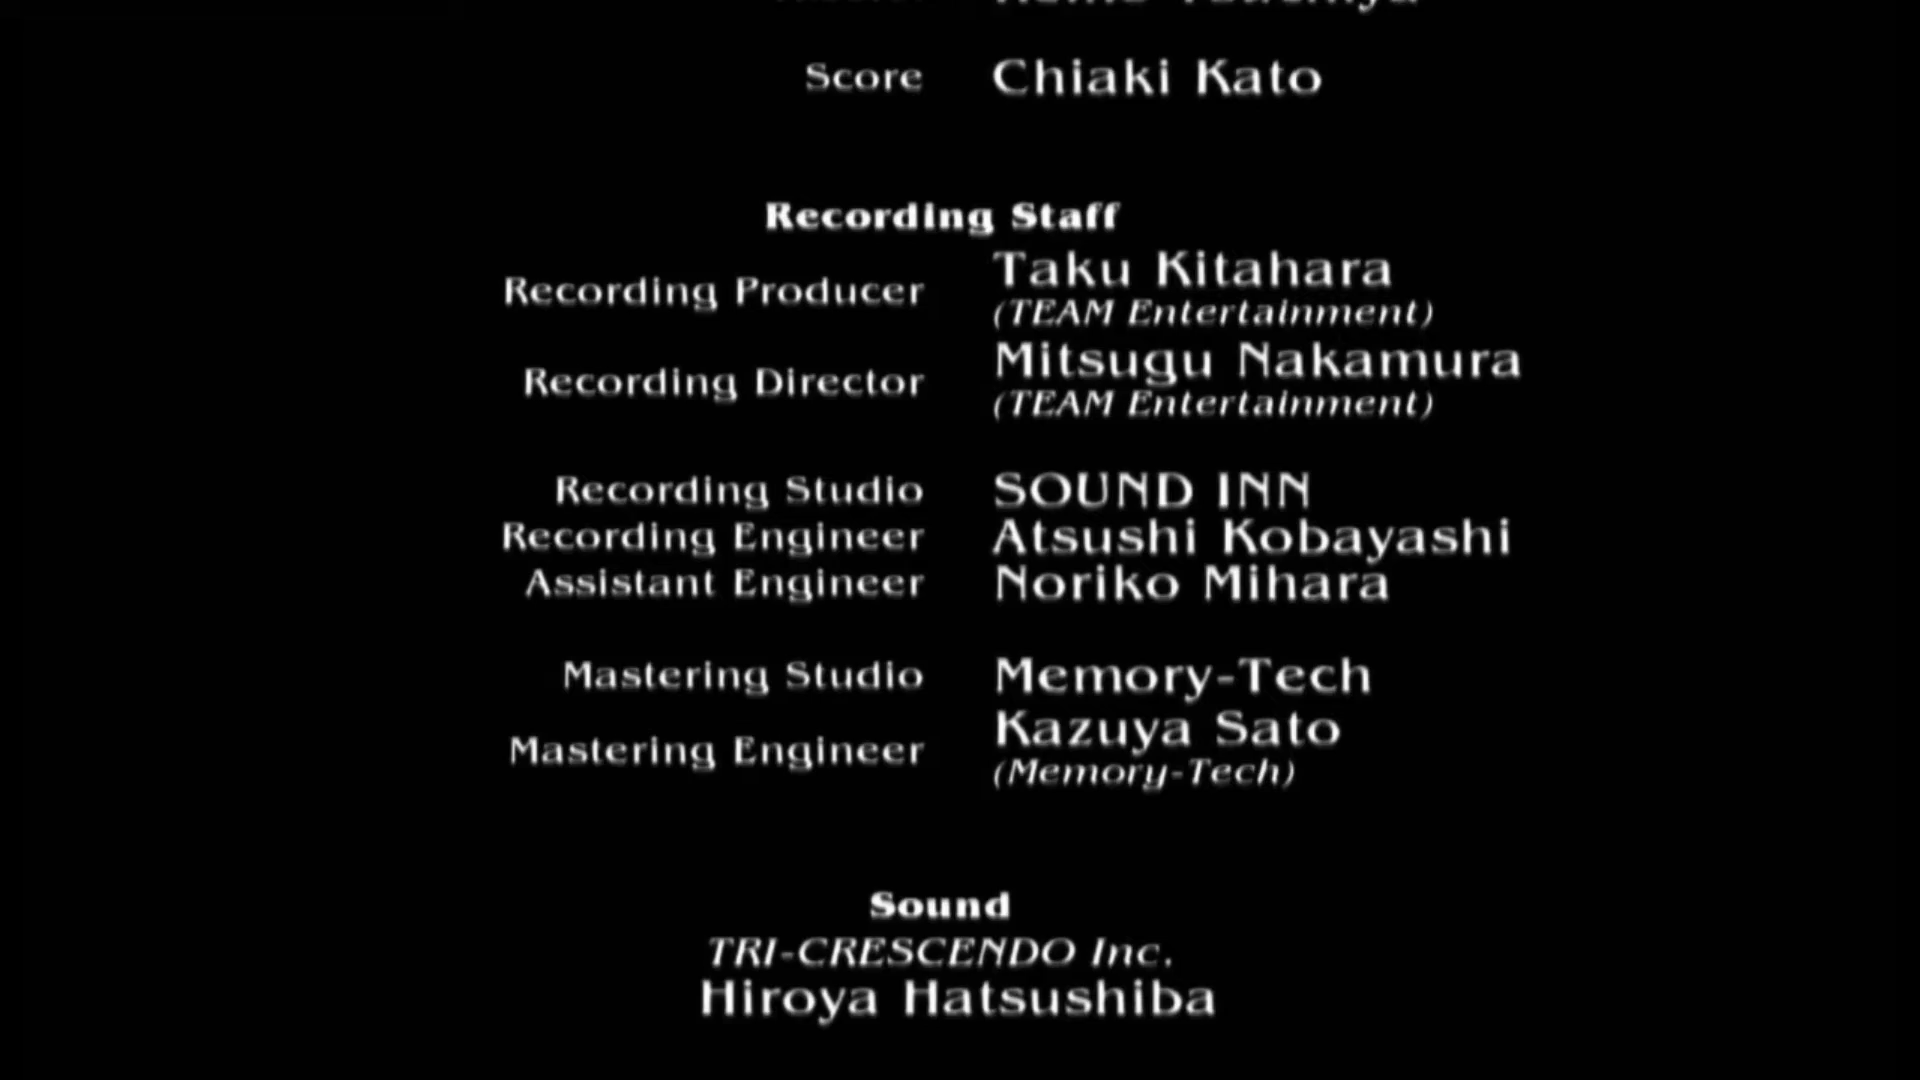 Score Chiaki Kato
Recording Staff
Recording Producer Taku Kitahara
(TEAM Entertainment)
Recording Director Mitsugu Nakamura
(TEAM Entertainment)
Recording Studio SOUND INN
Recording Engineer Atsushi Kobayashi
Assistant Engineer Noriko Mihara
Mastering Studio Memory-Tech
Mastering Engineer Kazuya Sato
(Memory-Tech)
Sound
TRI-CRESCENDO Inc.
Hiroya Hatsushiba